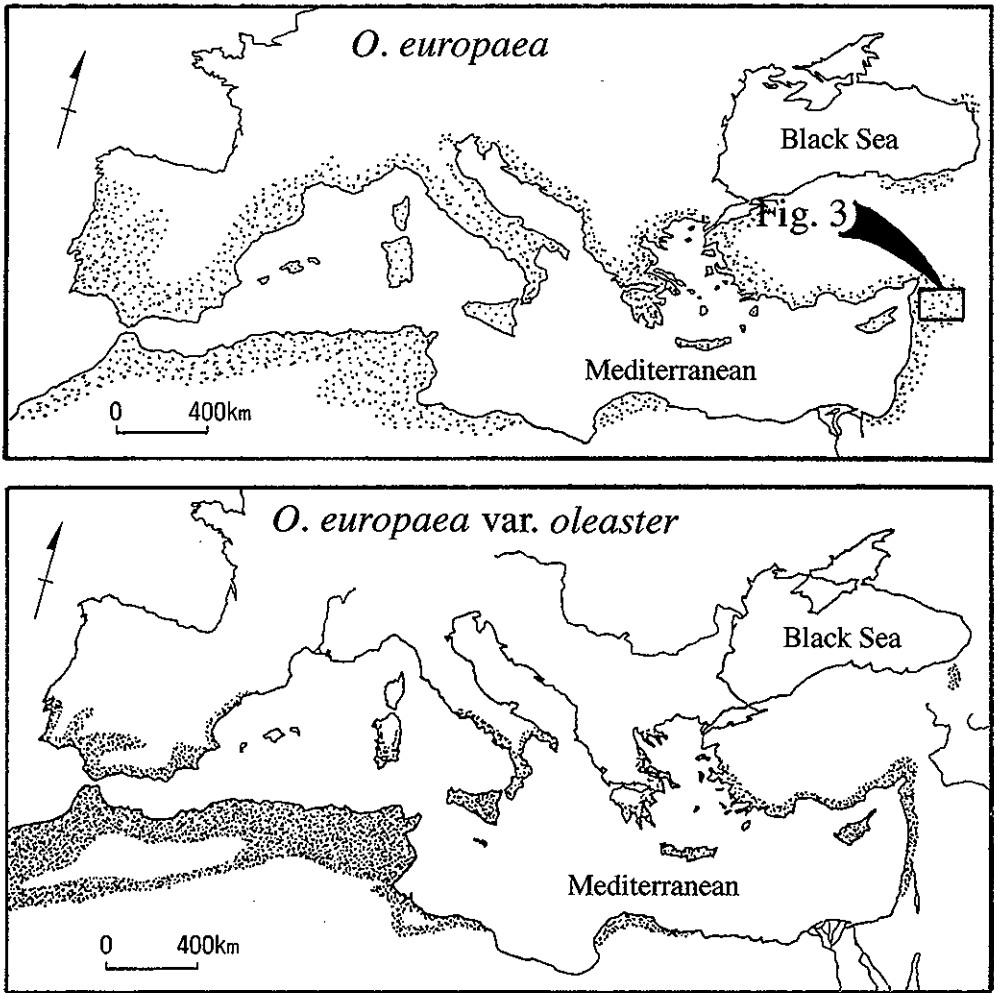 O. europaea
Black Sea
Fig. 3
Mediterranean
0 400km
O. europaea var. oleaster
Black Sea
Mediterranean
0 400km